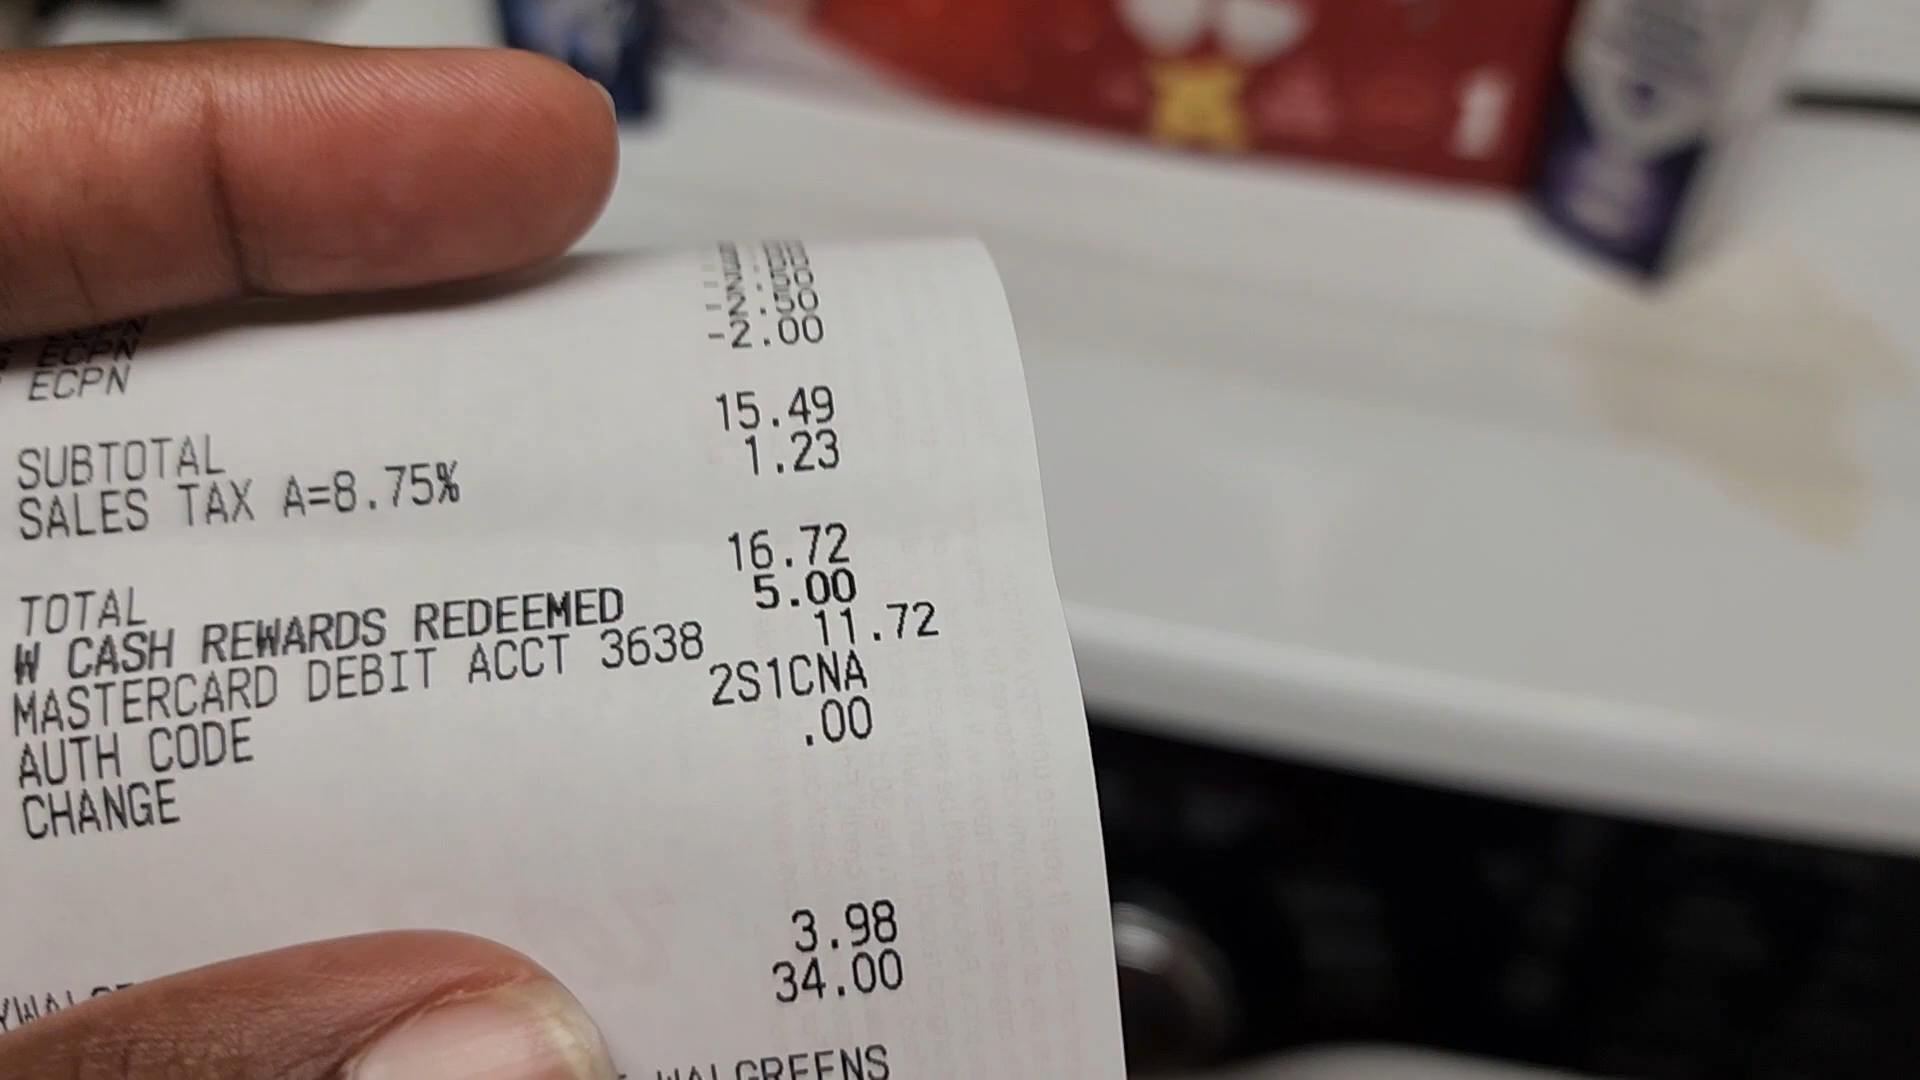 -2.50
ECPN
ECPN -2.00
SUBTOTAL 15.49
SALES TAX A=8.75% 1.23
TOTAL 16.72
W CASH REWARDS REDEEMED 5.00
MASTERCARD DEBIT ACCT 3638 11.72
AUTH CODE 2S1CNA
CHANGE .00
3.98
34.00
WALGREENS